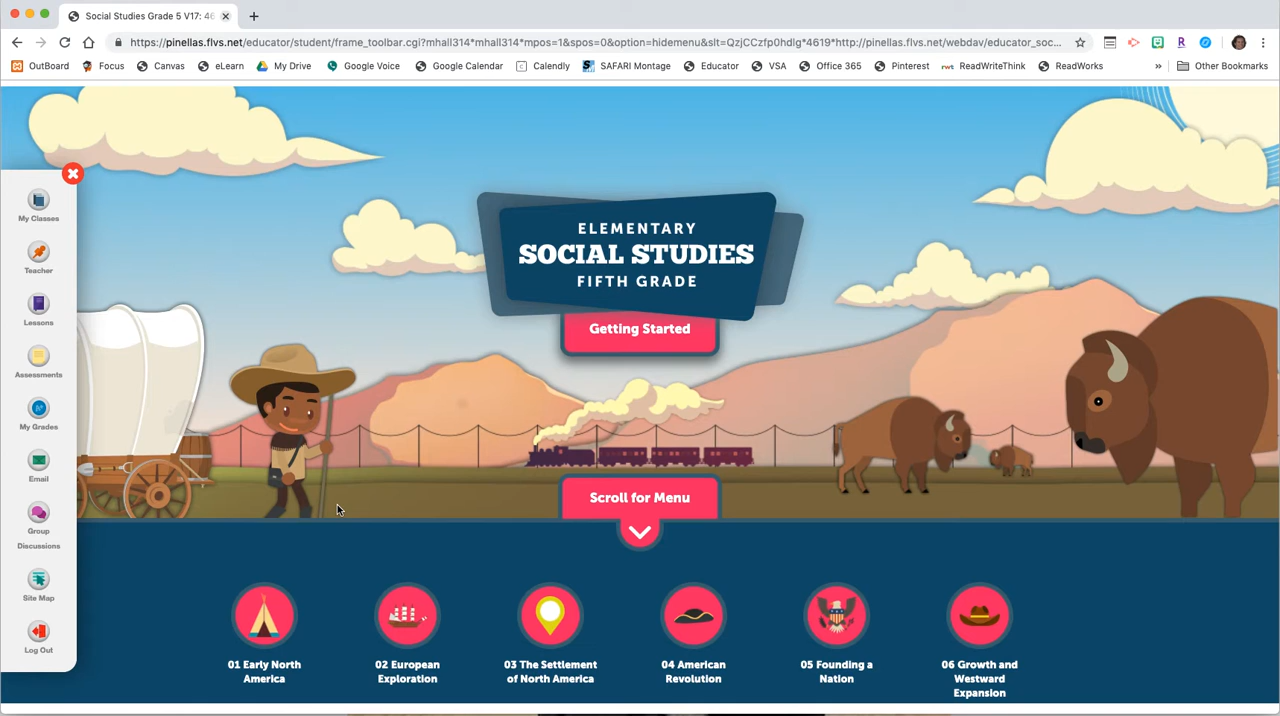 Social Studies Grade 5 V17: 46
https://pinellas.flvs.net/educator/student/frame_toolbar.ml?mhall314*mhall314*mpos=1&spos=0&option=hidemenu&slt=QzjCCzfp0hdlg*4619*http://pinellas.flvs.net/webdav/educator_soc...
OutBoard Focus Canvas eLearn My Drive Google Voice Google Calendar Calendly SAFARI Montage Educator VSA Office 365 Pinterest rwt ReadWriteThink ReadWorks » Other Bookmarks
ELEMENTARY
SOCIAL STUDIES
FIFTH GRADE
Getting Started
My Classes
Teacher
Lessons
Assessments
My Grades
Email
Group
Discussions
Site Map
Log Out
Scroll for Menu
01 Early North
America
02 European
Exploration
03 The Settlement
of North America
04 American
Revolution
05 Founding a
Nation
06 Growth and
Westward
Expansion